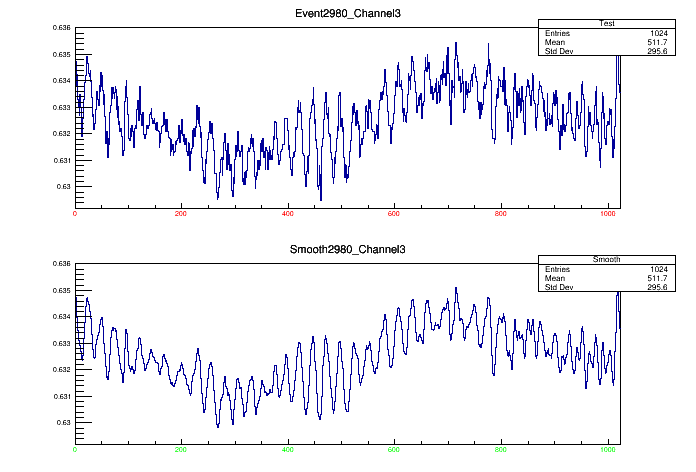 Event2980_Channel3
Test
Entries 1024
Mean 511.7
Std Dev 295.6
0.636
0.635
0.634
0.633
0.632
0.631
0.63
0 200 400 600 800 1000
Smooth2980_Channel3
Smooth
Entries 1024
Mean 511.7
Std Dev 295.6
0.636
0.635
0.634
0.633
0.632
0.631
0.63
0 200 400 600 800 1000